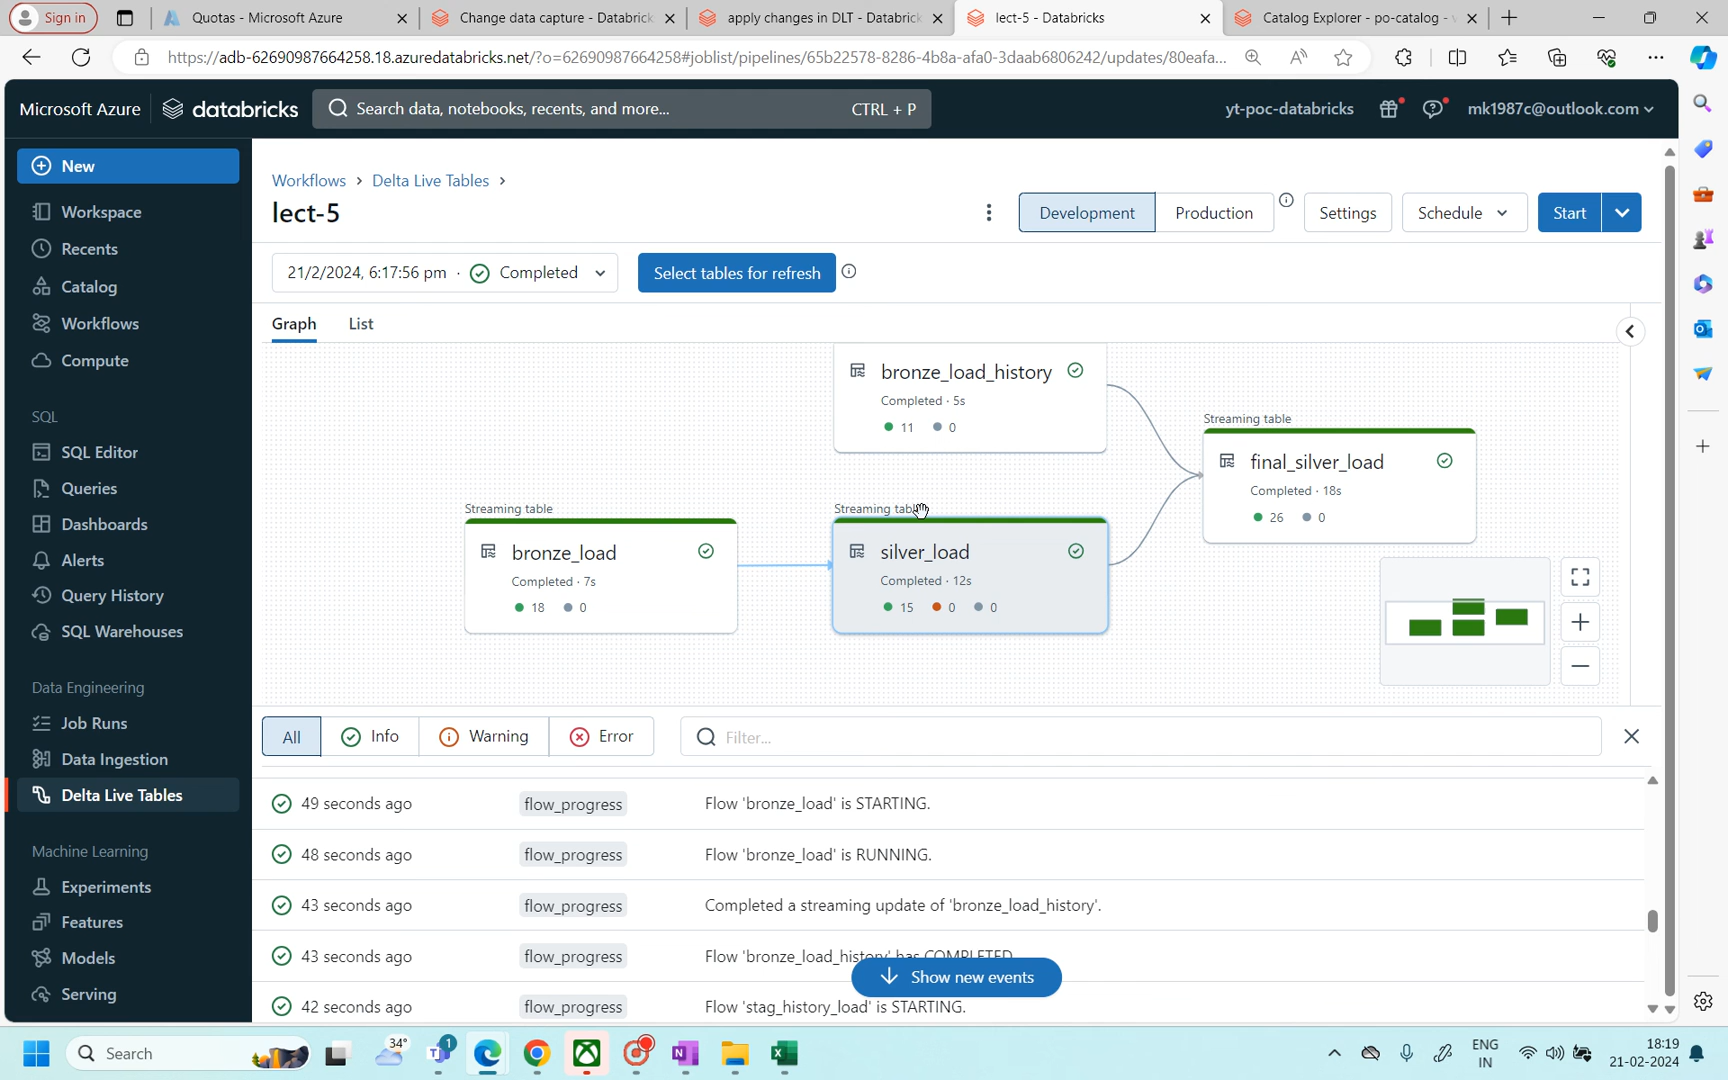 Sign in
Quotas - Microsoft Azure
Change data capture - Databrick
apply changes in DLT - Databrick
lect-5 - Databricks
Catalog Explorer - po-catalog -
https://adb-62690987664258.18.azuredatabricks.net/?o=62690987664258#joblist/pipelines/65b22578-8286-4b8a-afa0-3daab6806242/updates/80eafa...
Microsoft Azure
databricks
Search data, notebooks, recents, and more...
CTRL + P
yt-poc-databricks
mk1987c@outlook.com
New
Workspace
Recents
Catalog
Workflows
Compute
SQL
SQL Editor
Queries
Dashboards
Alerts
Query History
SQL Warehouses
Data Engineering
Job Runs
Data Ingestion
Delta Live Tables
Machine Learning
Experiments
Features
Models
Serving
Workflows > Delta Live Tables >
lect-5
Development
Production
Settings
Schedule
Start
21/2/2024, 6:17:56 pm · Completed
Select tables for refresh
Graph
List
bronze_load_history
Completed · 5s
11 0
Streaming table
final_silver_load
Completed · 18s
26 0
Streaming table
bronze_load
Completed · 7s
18 0
Streaming table
silver_load
Completed · 12s
15 0 0
All
Info
Warning
Error
Filter...
49 seconds ago flow_progress Flow 'bronze_load' is STARTING.
48 seconds ago flow_progress Flow 'bronze_load' is RUNNING.
43 seconds ago flow_progress Completed a streaming update of 'bronze_load_history'.
43 seconds ago flow_progress Flow 'bronze_load_history' has COMPLETED.
Show new events
42 seconds ago flow_progress Flow 'stag_history_load' is STARTING.
Search
34°
1
ENG
IN
18:19
21-02-2024